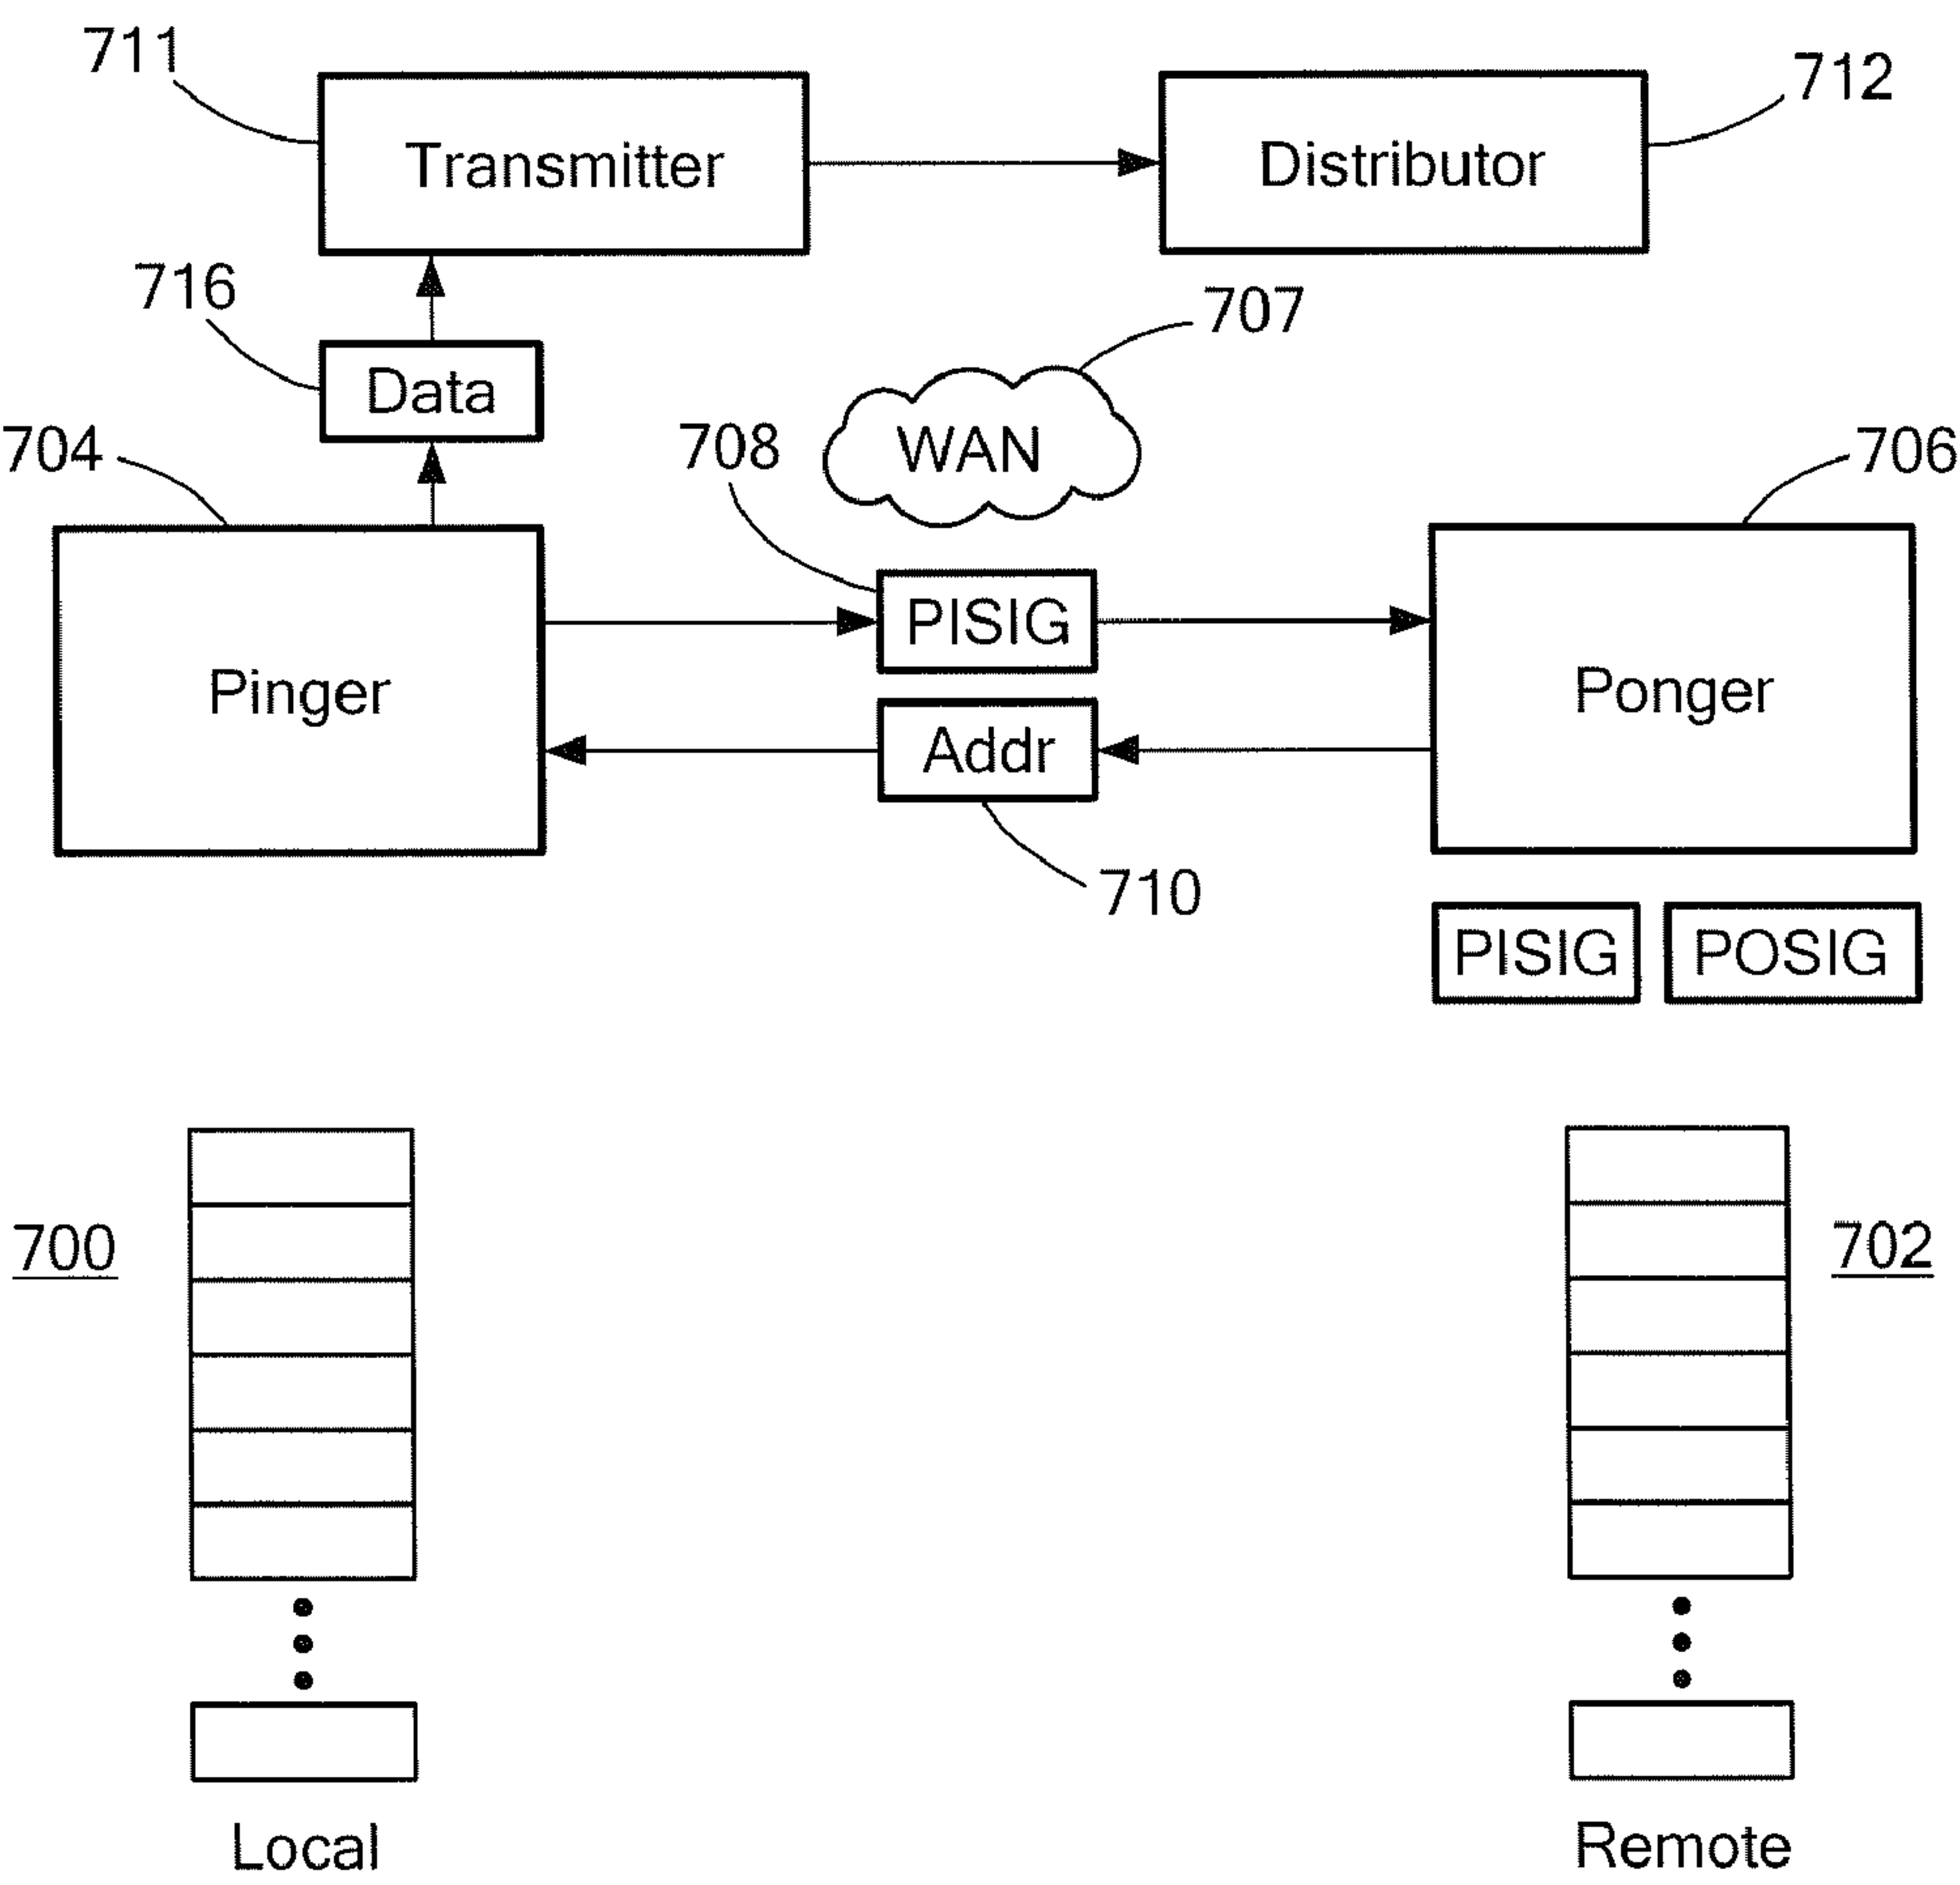 711
Transmitter
Distributor
712
716
Data
707
704
708
WAN
706
Pinger
PISIG
Ponger
Addr
710
PISIG
POSIG
700
702
Local
Remote